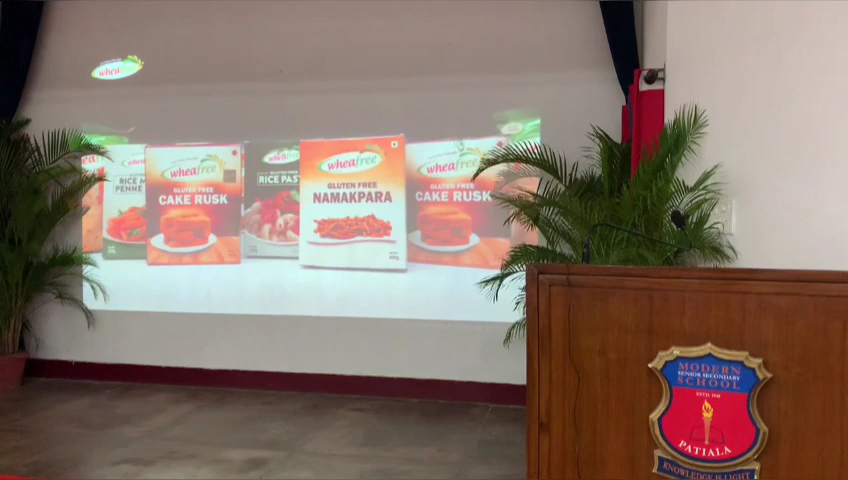 wheafree
wheafree
RICE
PENNE
wheafree
GLUTEN FREE
CAKE RUSK
wheafree
RICE PAST
wheafree
GLUTEN FREE
NAMAKPARA
wheafree
GLUTEN FREE
CAKE RUSK
MODERN
SENIOR SECONDARY
SCHOOL
ESTD. 1946
PATIALA
KNOWLEDGE IS LIGHT